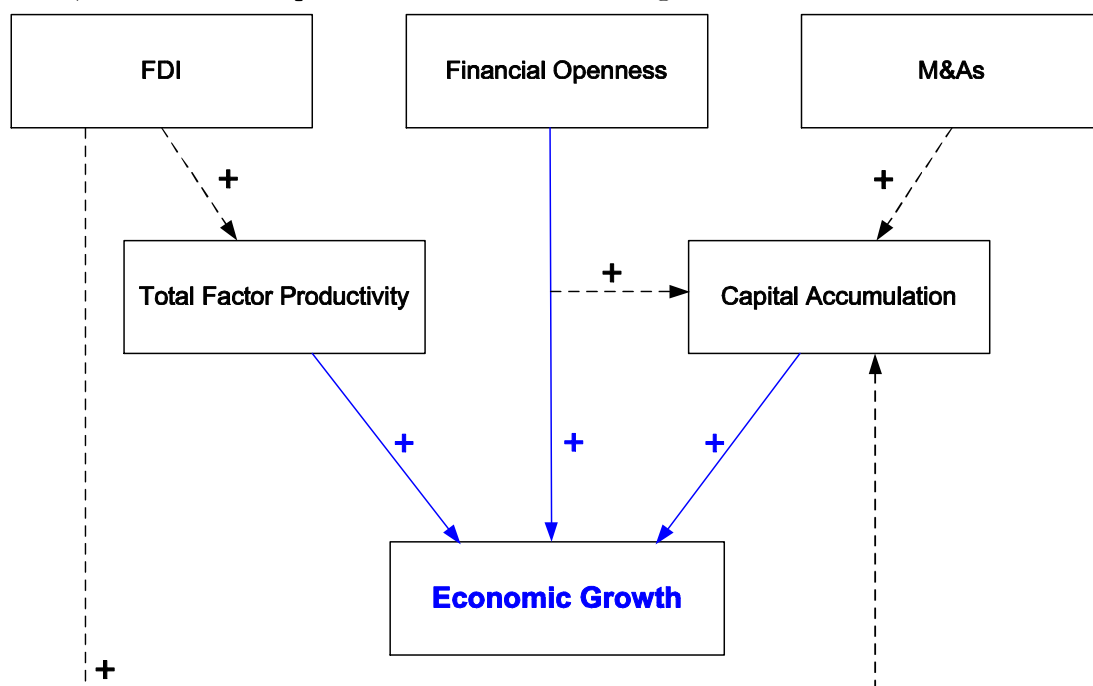 FDI
Financial Openness
M&As
+
+
+
Total Factor Productivity
Capital Accumulation
+
+
+
Economic Growth
+